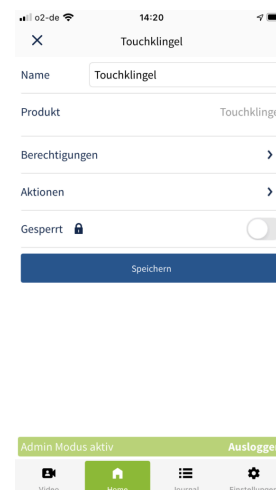 o2-de 14:20
Touchklingel
Name Touchklingel
Produkt Touchklinge
Berechtigungen
Aktionen
Gesperrt
Speichern
Admin Modus aktiv Auslogge
Video Home Journal Einstellungen